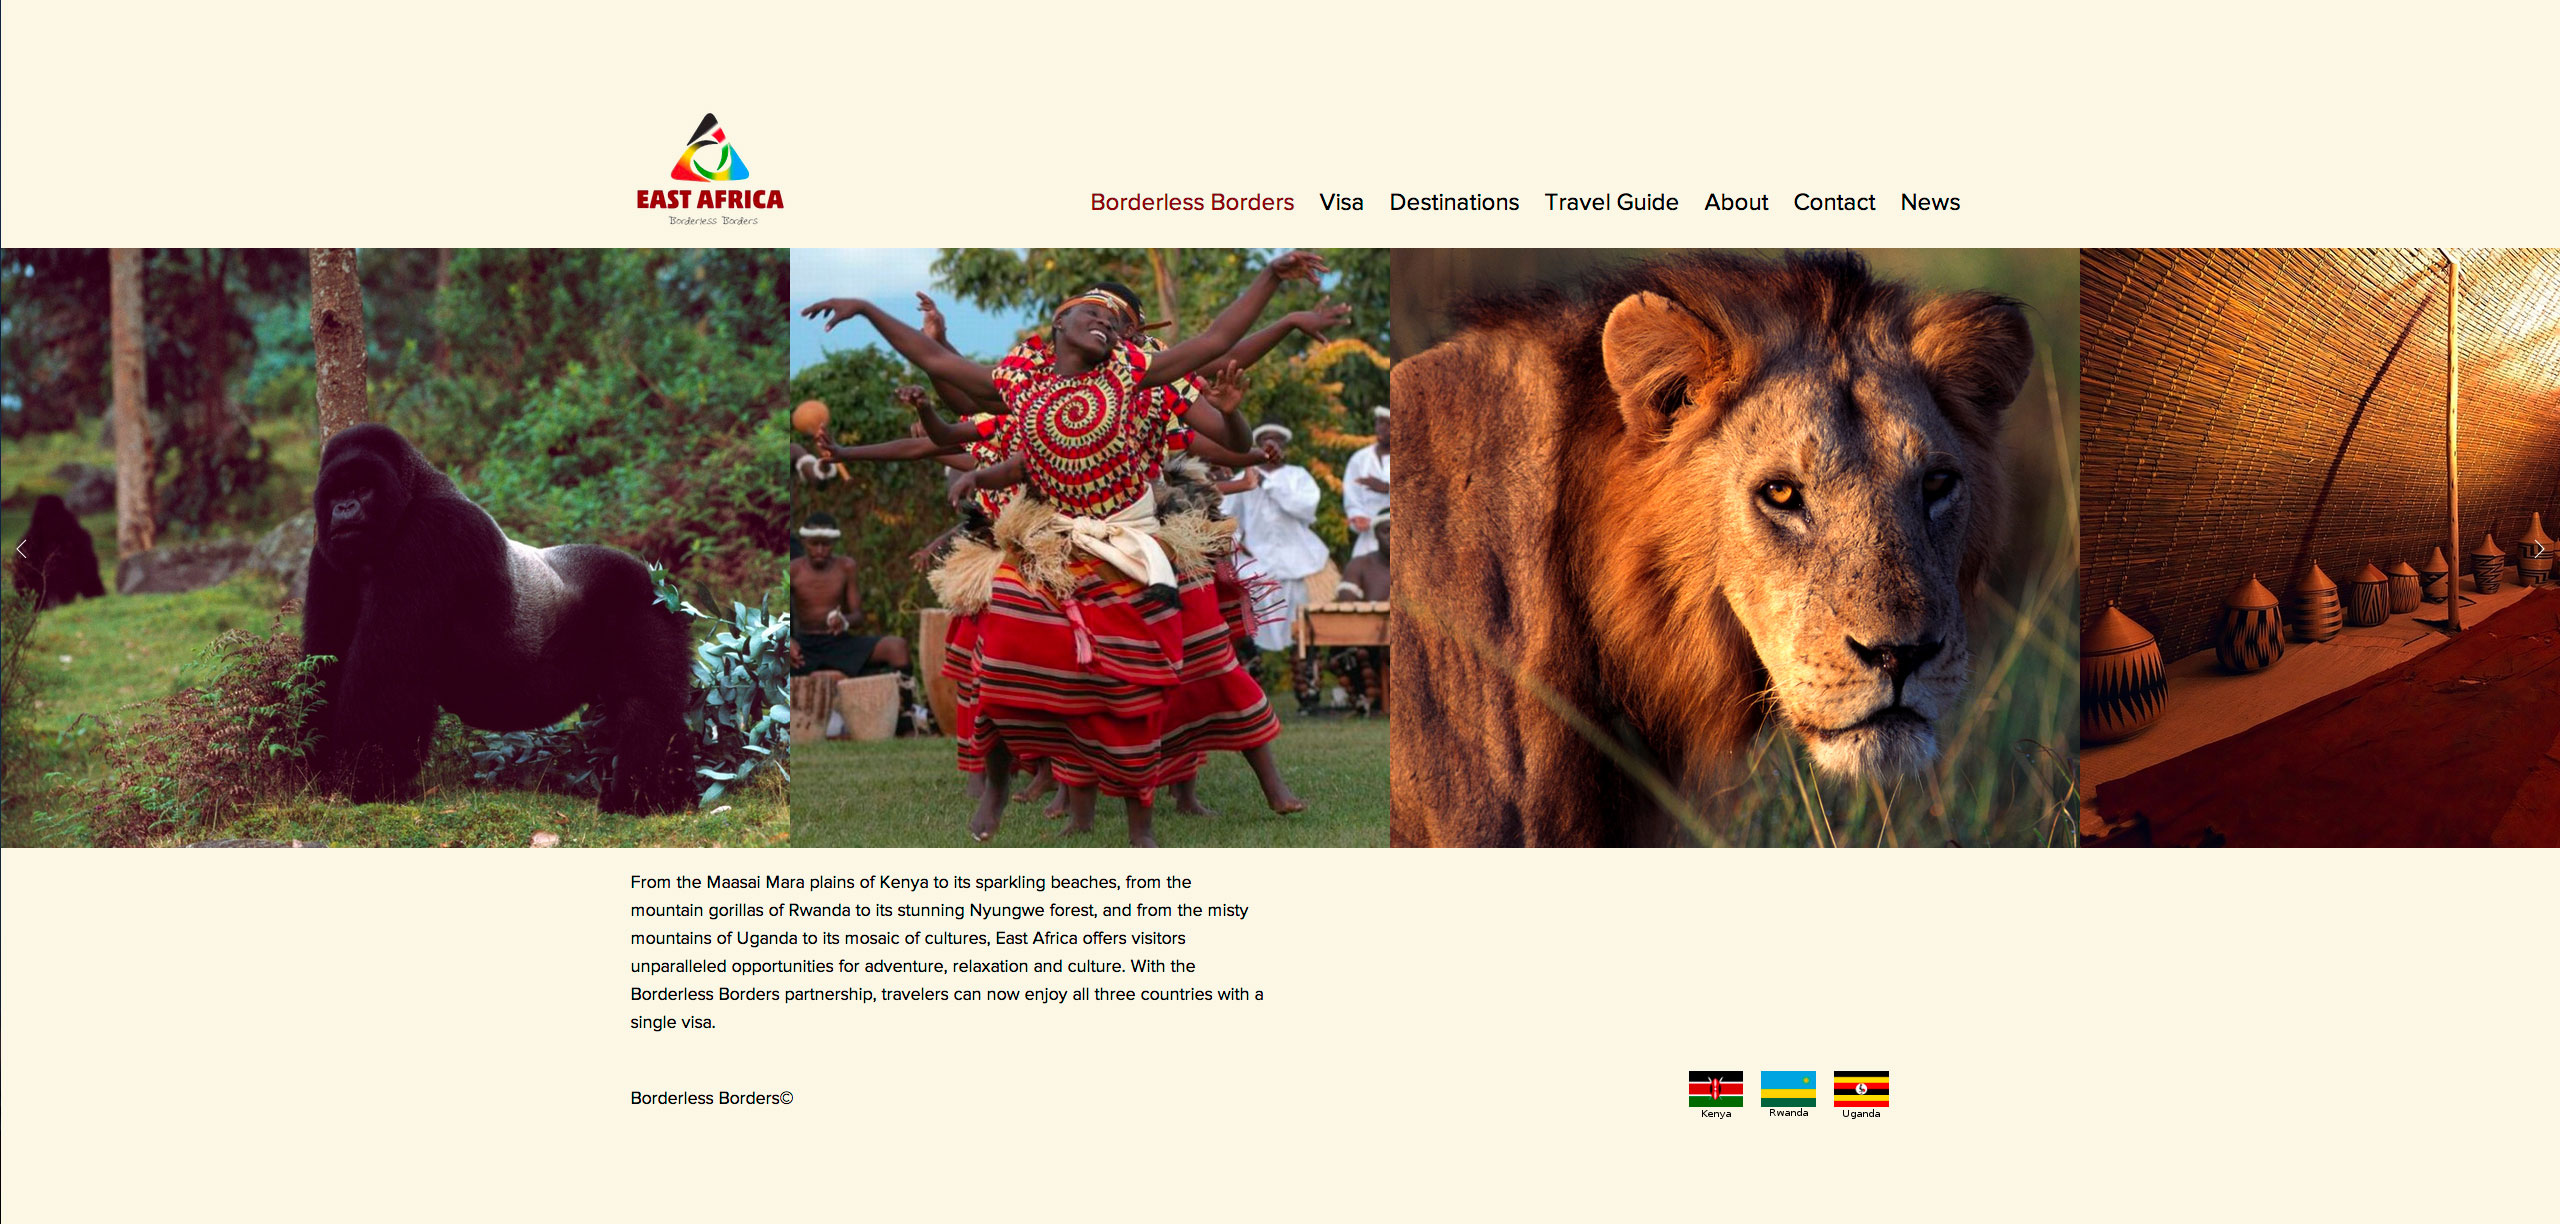 EAST AFRICA
Borderless Borders
Borderless Borders Visa Destinations Travel Guide About Contact News
From the Maasai Mara plains of Kenya to its sparkling beaches, from the
mountain gorillas of Rwanda to its stunning Nyungwe forest, and from the misty
mountains of Uganda to its mosaic of cultures, East Africa offers visitors
unparalleled opportunities for adventure, relaxation and culture. With the
Borderless Borders partnership, travelers can now enjoy all three countries with a
single visa.
Borderless Borders©
Kenya Rwanda Uganda